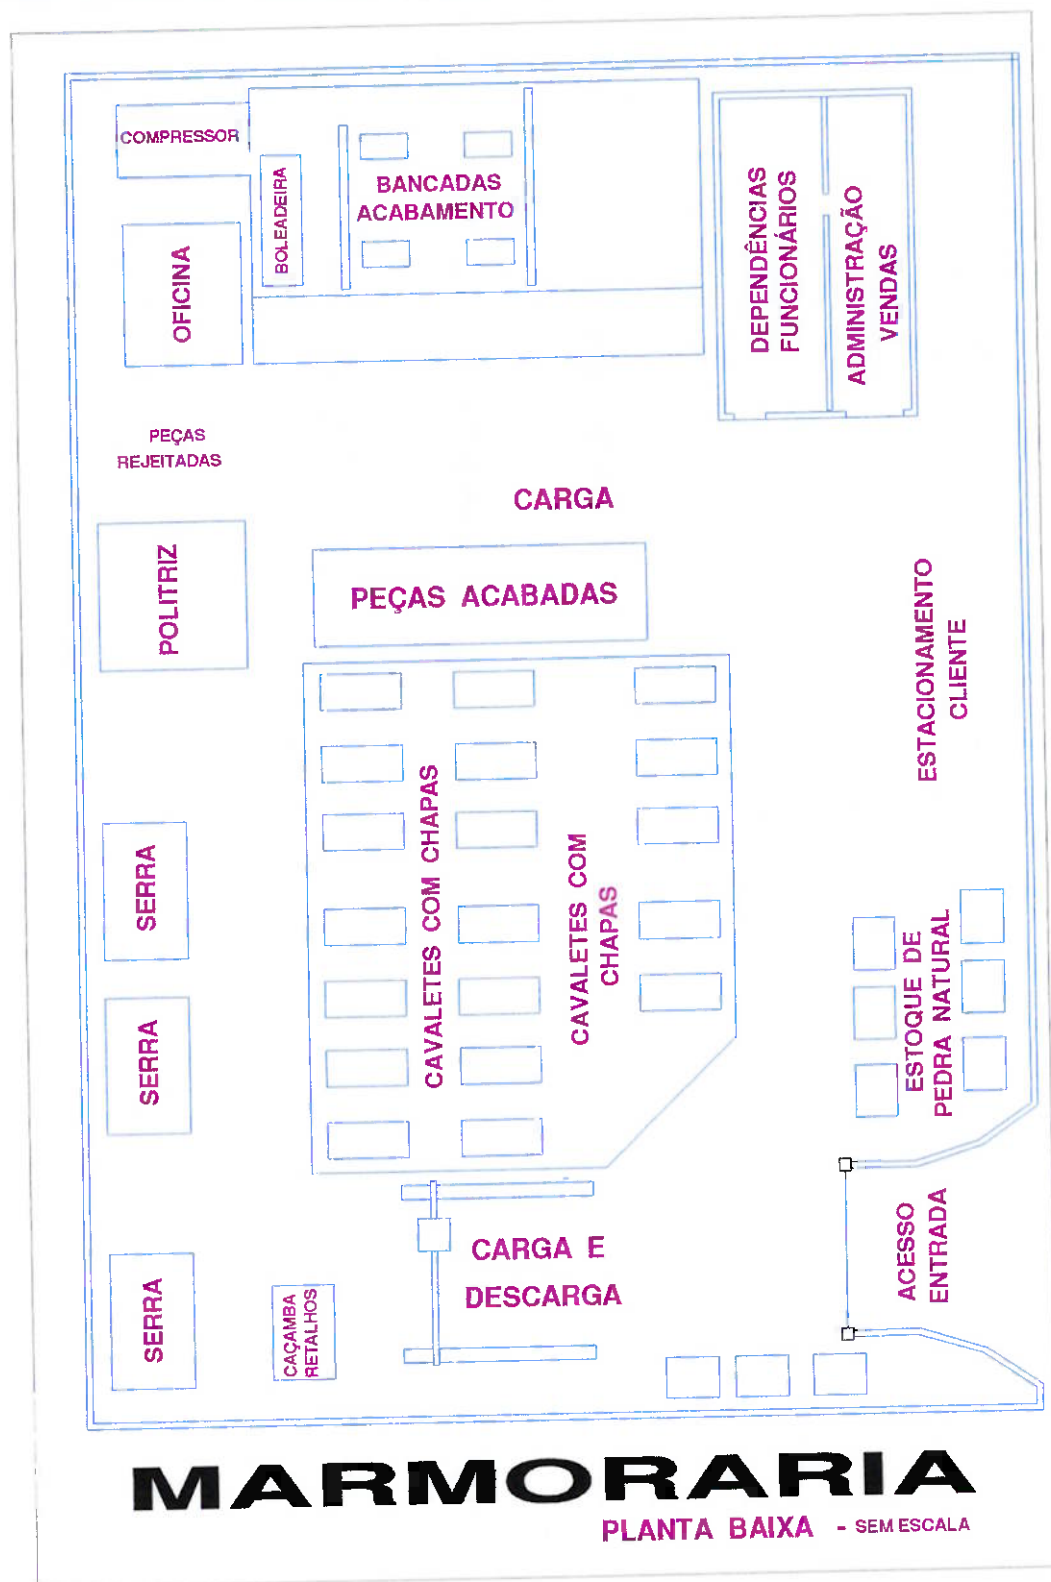 COMPRESSOR
BOLEADEIRA
BANCADAS
ACABAMENTO
OFICINA
DEPENDÊNCIAS
FUNCIONÁRIOS
ADMINISTRAÇÃO
VENDAS
PEÇAS
REJEITADAS
CARGA
POLITRIZ
PEÇAS ACABADAS
ESTACIONAMENTO
CLIENTE
CAVALETES COM CHAPAS
CAVALETES COM
CHAPAS
SERRA
SERRA
ESTOQUE DE
PEDRA NATURAL
ACESSO
ENTRADA
CARGA E
DESCARGA
SERRA
CAÇAMBA
RETALHOS
MARMORARIA
PLANTA BAIXA - SEM ESCALA